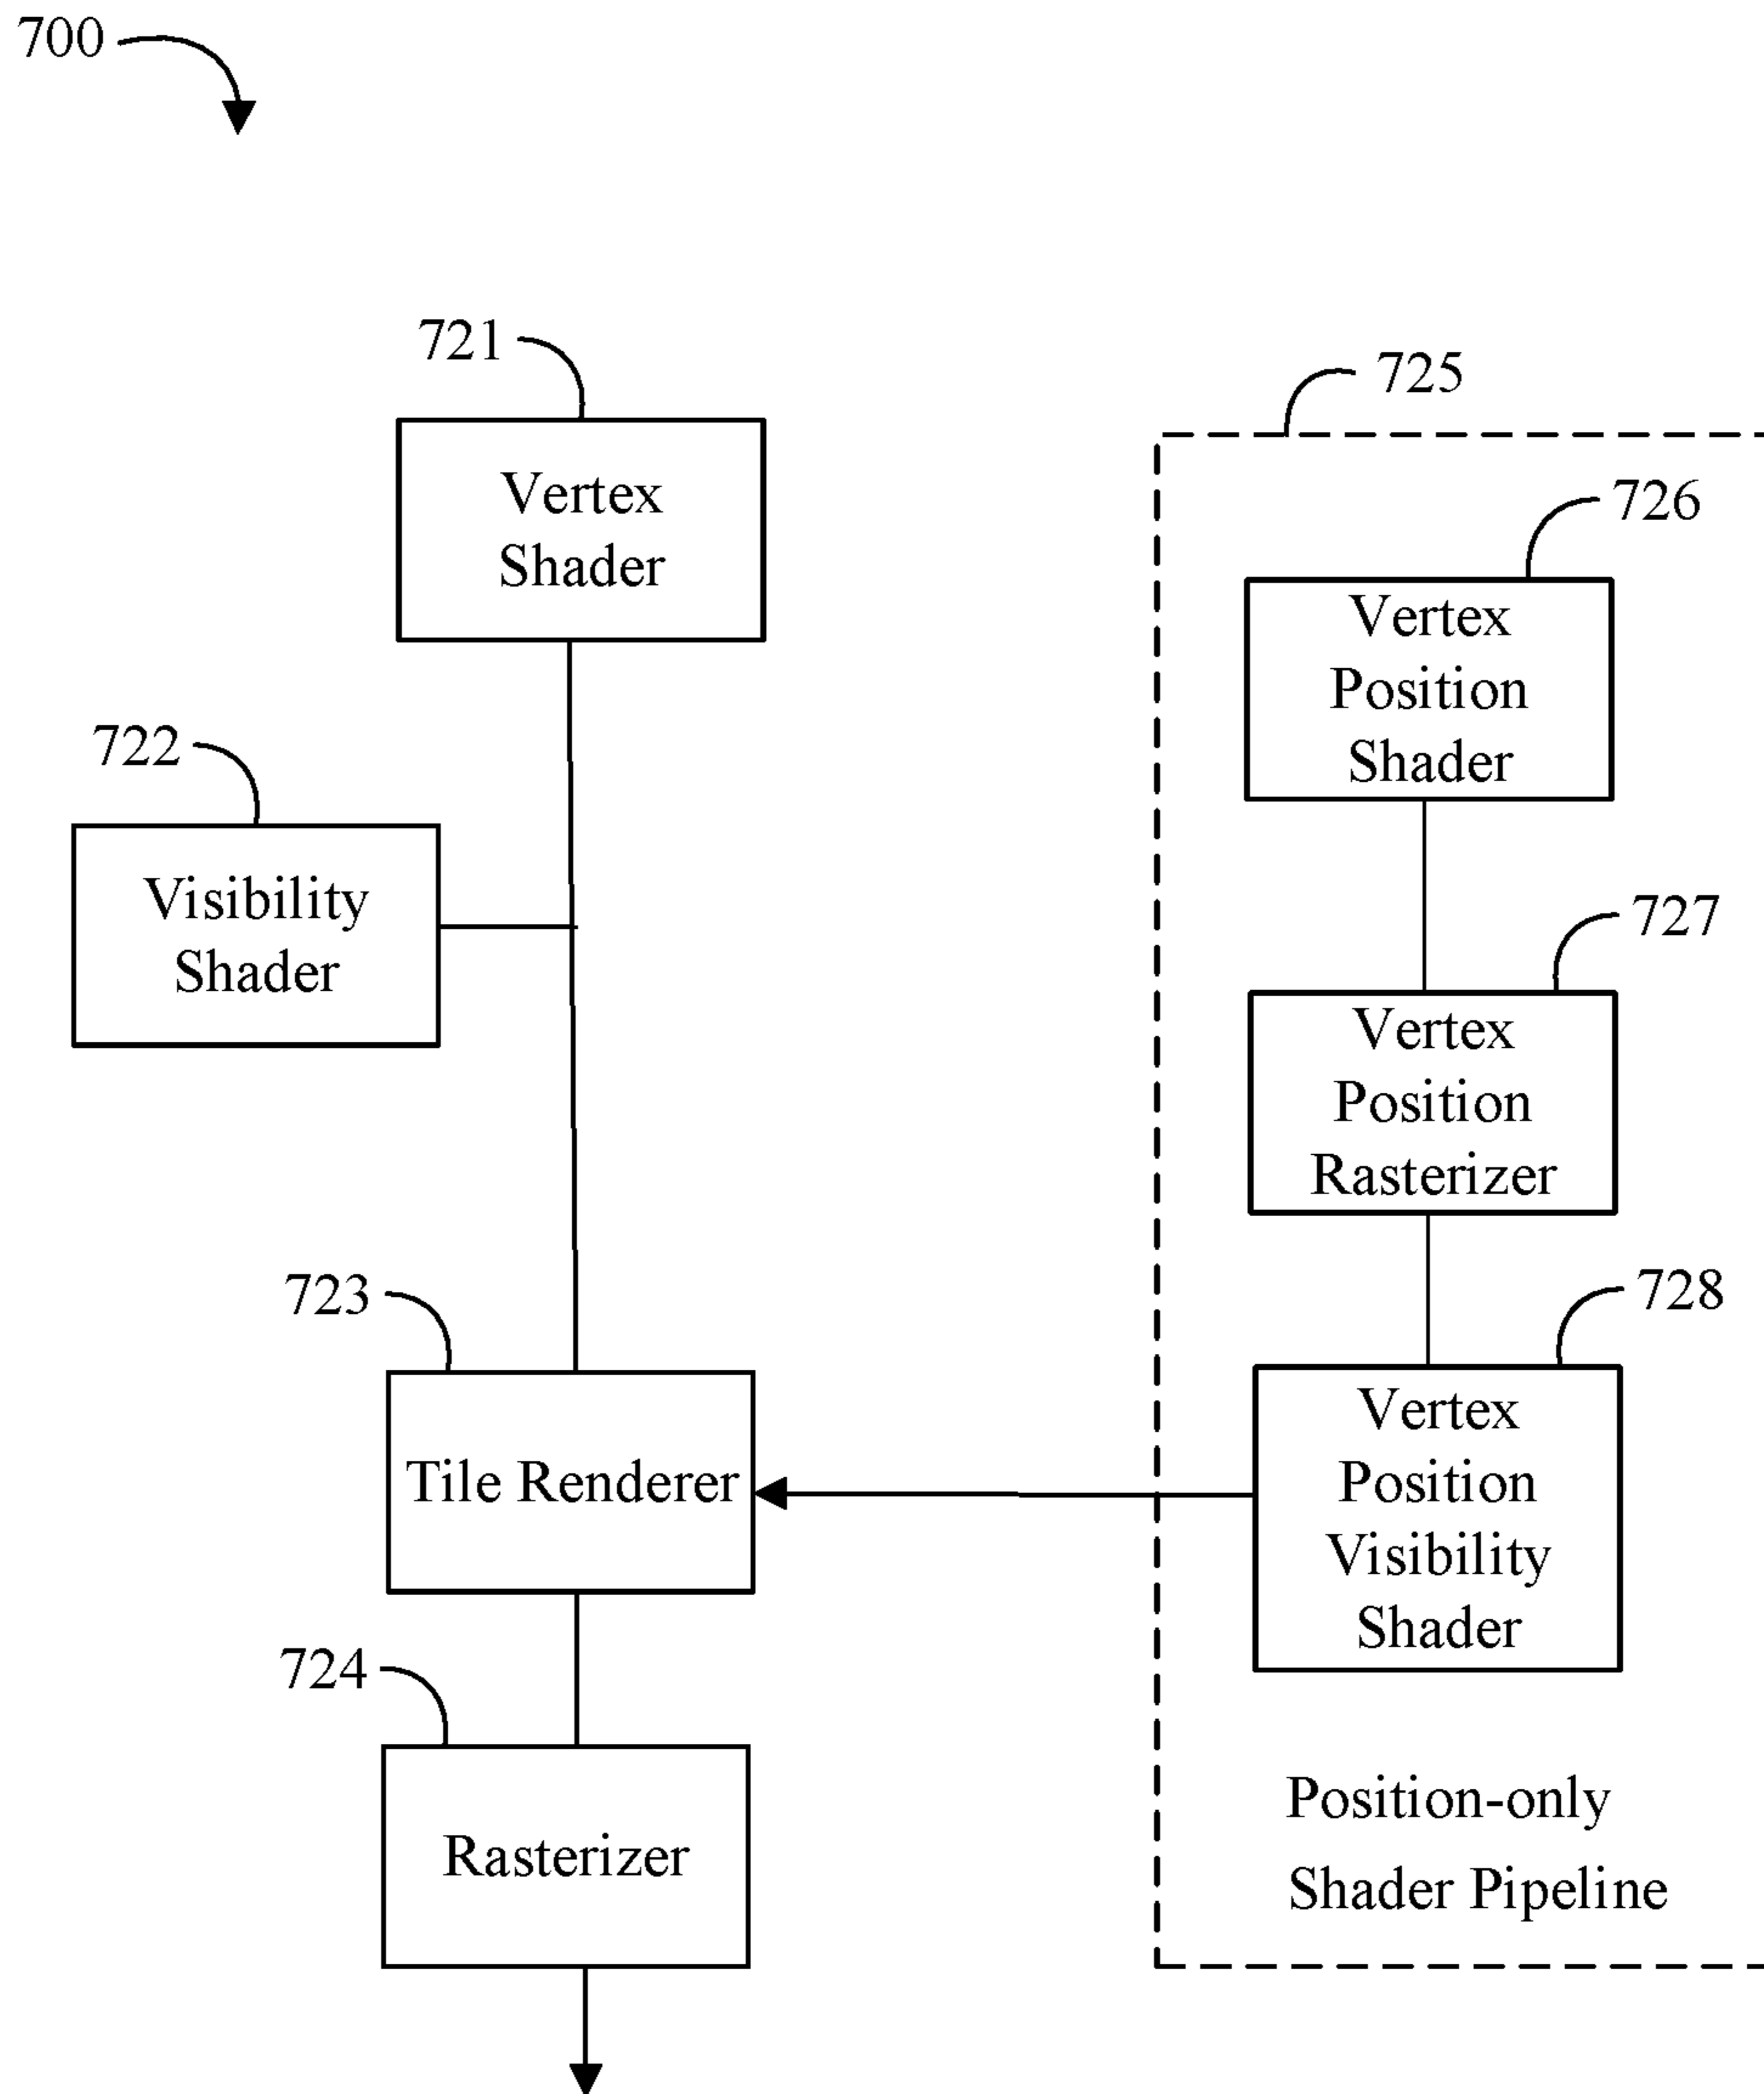 700
721
Vertex
Shader
722
Visibility
Shader
723
Tile Renderer
724
Rasterizer
725
726
Vertex
Position
Shader
727
Vertex
Position
Rasterizer
728
Vertex
Position
Visibility
Shader
Position-only
Shader Pipeline